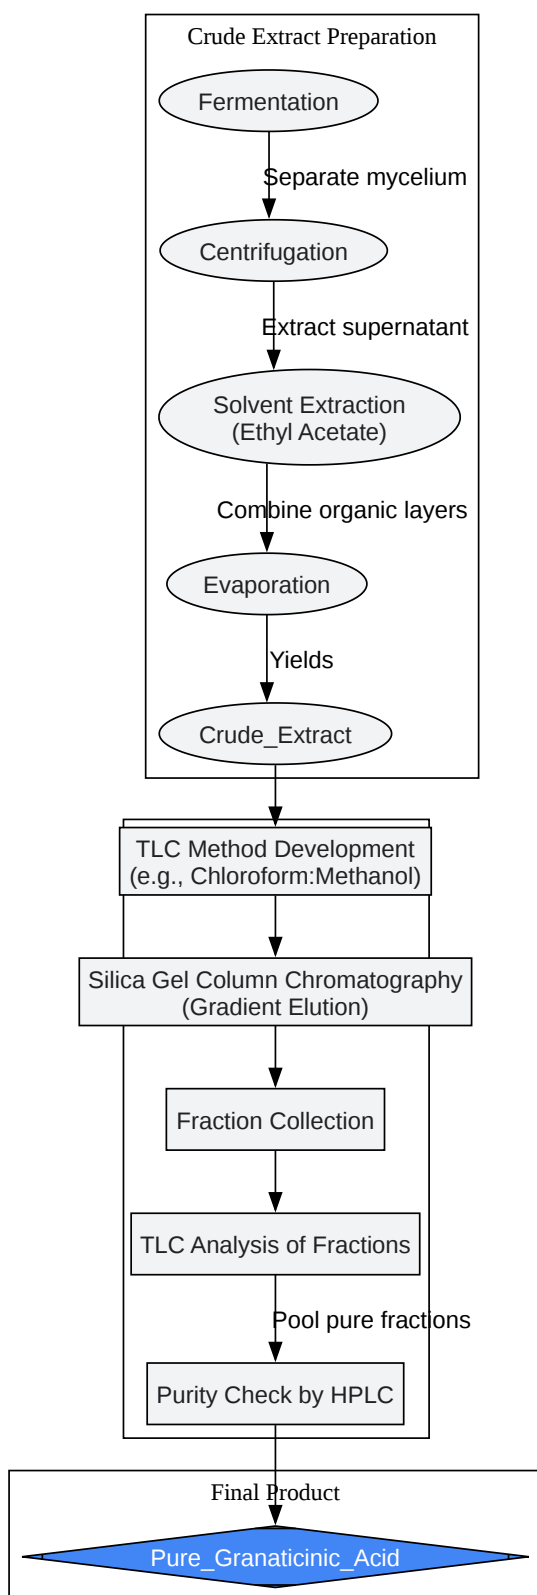 Crude Extract Preparation
Fermentation
Separate mycelium
Centrifugation
Extract supernatant
Solvent Extraction
(Ethyl Acetate)
Combine organic layers
Evaporation
Yields
Crude_Extract
TLC Method Development
(e.g., Chloroform:Methanol)
Silica Gel Column Chromatography
(Gradient Elution)
Fraction Collection
TLC Analysis of Fractions
Pool pure fractions
Purity Check by HPLC
Final Product
Pure_Granaticinic_Acid